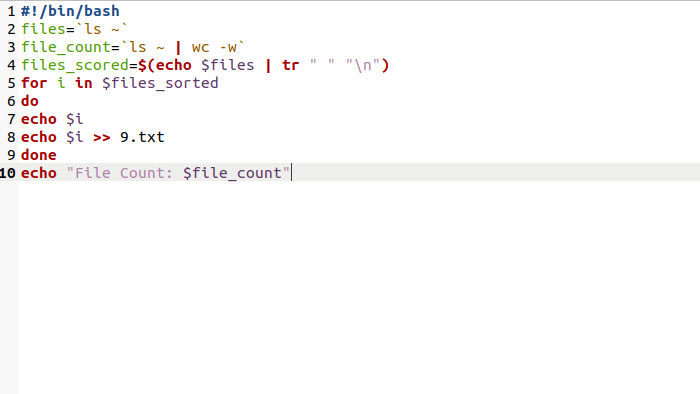 1 #!/bin/bash
2 files=`ls ~`
3 file_count=`ls ~ | wc -w`
4 files_scored=$(echo $files | tr " " "\n")
5 for i in $files_sorted
6 do
7 echo $i
8 echo $i >> 9.txt
9 done
10 echo "File Count: $file_count"